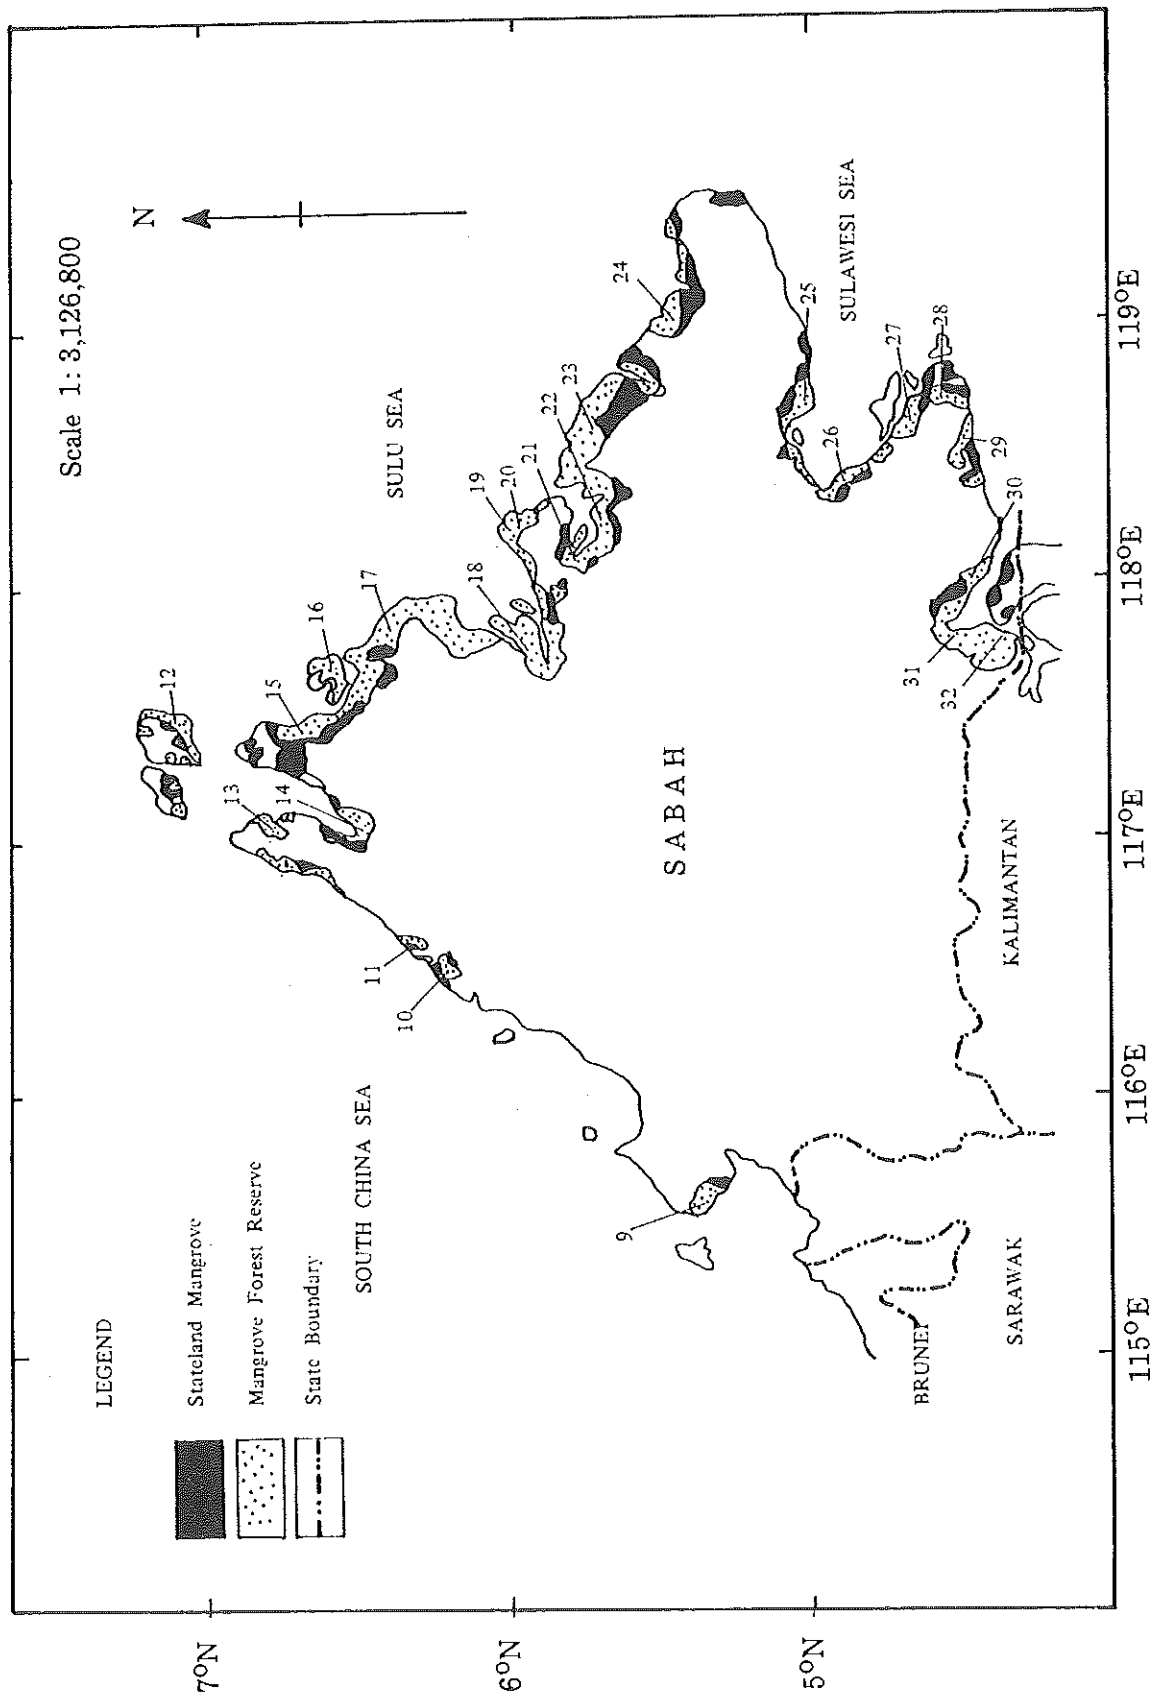 Scale 1: 3,126,800
N
LEGEND
Stateland Mangrove
Mangrove Forest Reserve
State Boundary
SOUTH CHINA SEA
SULU SEA
SULAWESI SEA
SABAH
KALIMANTAN
SARAWAK
BRUNEI
9
10
11
12
13
14
15
16
17
18
19
20
21
22
23
24
25
26
27
28
29
30
31
32
7°N
6°N
5°N
115°E
116°E
117°E
118°E
119°E